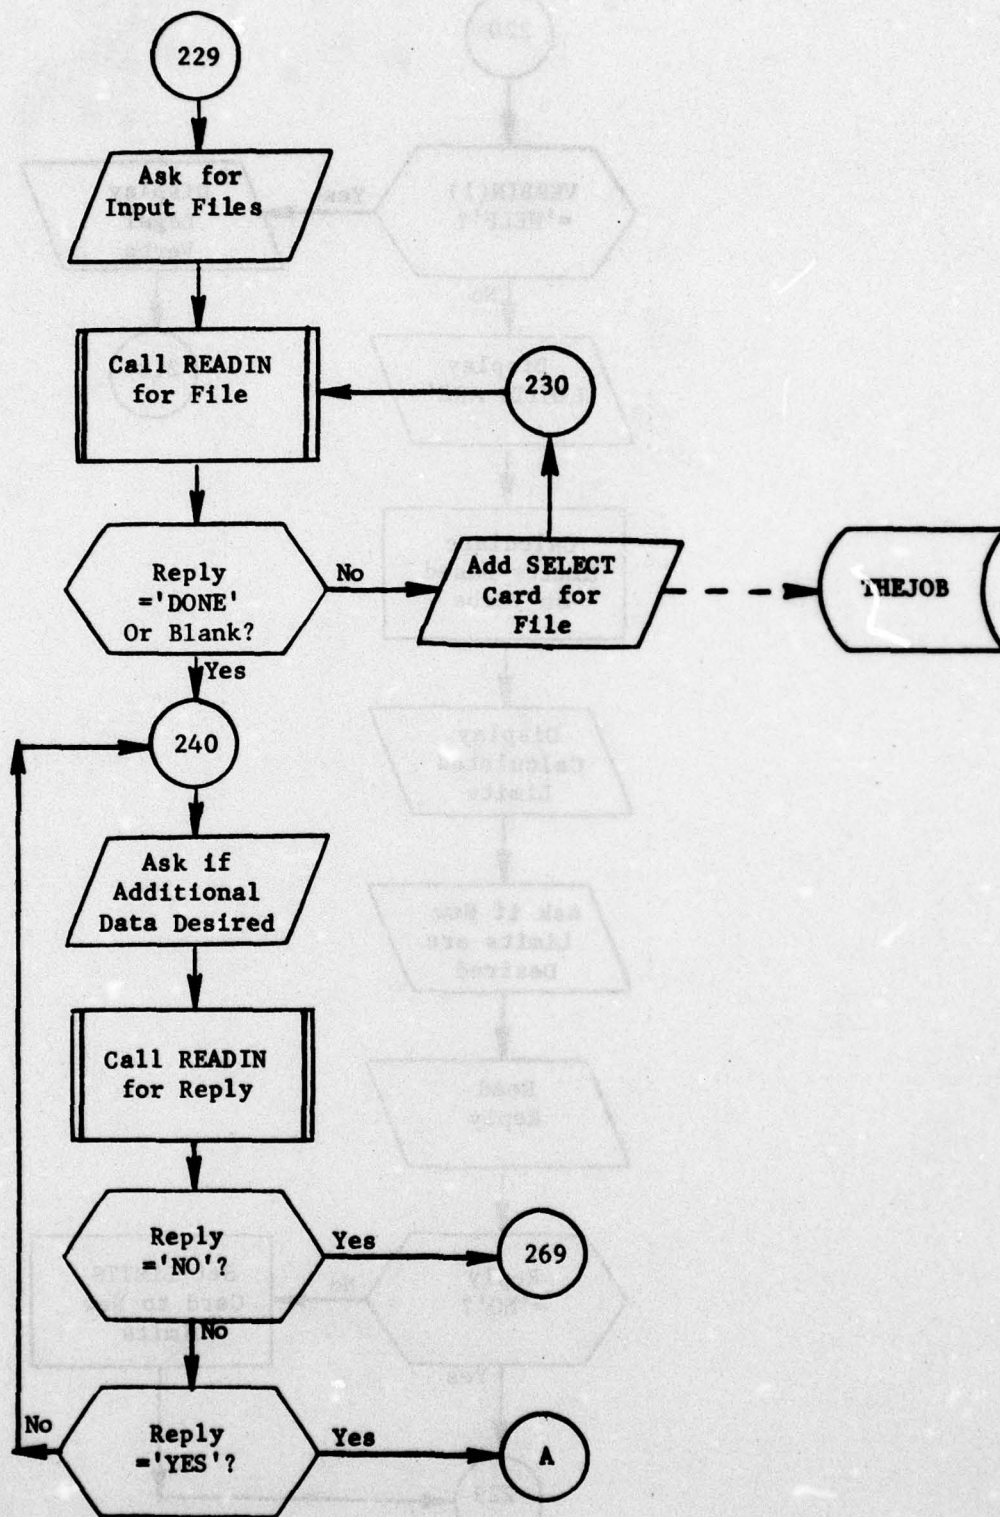 229
Ask for
Input Files
Call READIN
for File
230
Reply
='DONE'
Or Blank?
No
Add SELECT
Card for
File
THEJOB
Yes
240
Ask if
Additional
Data Desired
Call READIN
for Reply
Reply
='NO'?
Yes
269
No
Reply
='YES'?
No
Yes
A